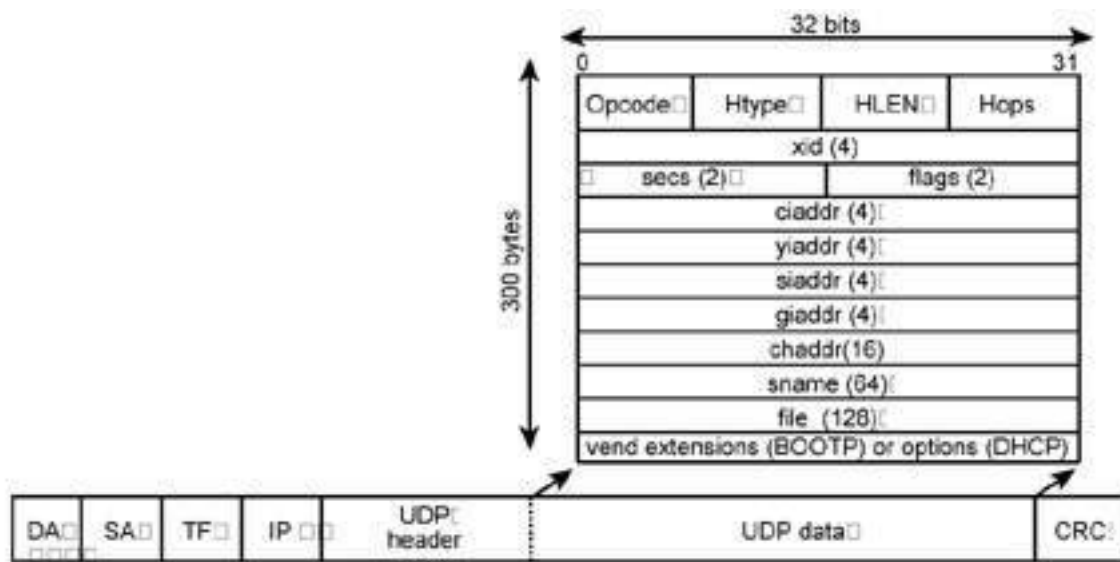 32 bits
0 31
Opcode Htype HLEN Hops
xid (4)
secs (2) flags (2)
ciaddr (4)
yiaddr (4)
siaddr (4)
giaddr (4)
chaddr(16)
sname (64)
file (128)
vend extensions (BOOTP) or options (DHCP)
300 bytes
DA SA TF IP UDP header UDP data CRC